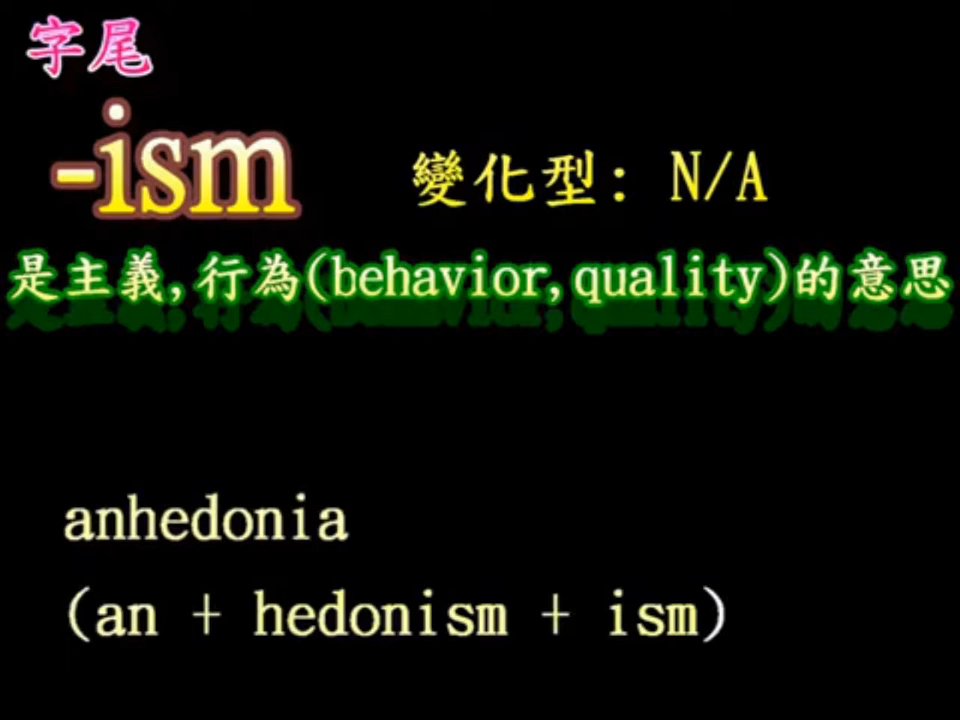 字尾
-ism 變化型: N/A
是主義,行為(behavior,quality)的意思
anhedonia
(an + hedonism + ism)